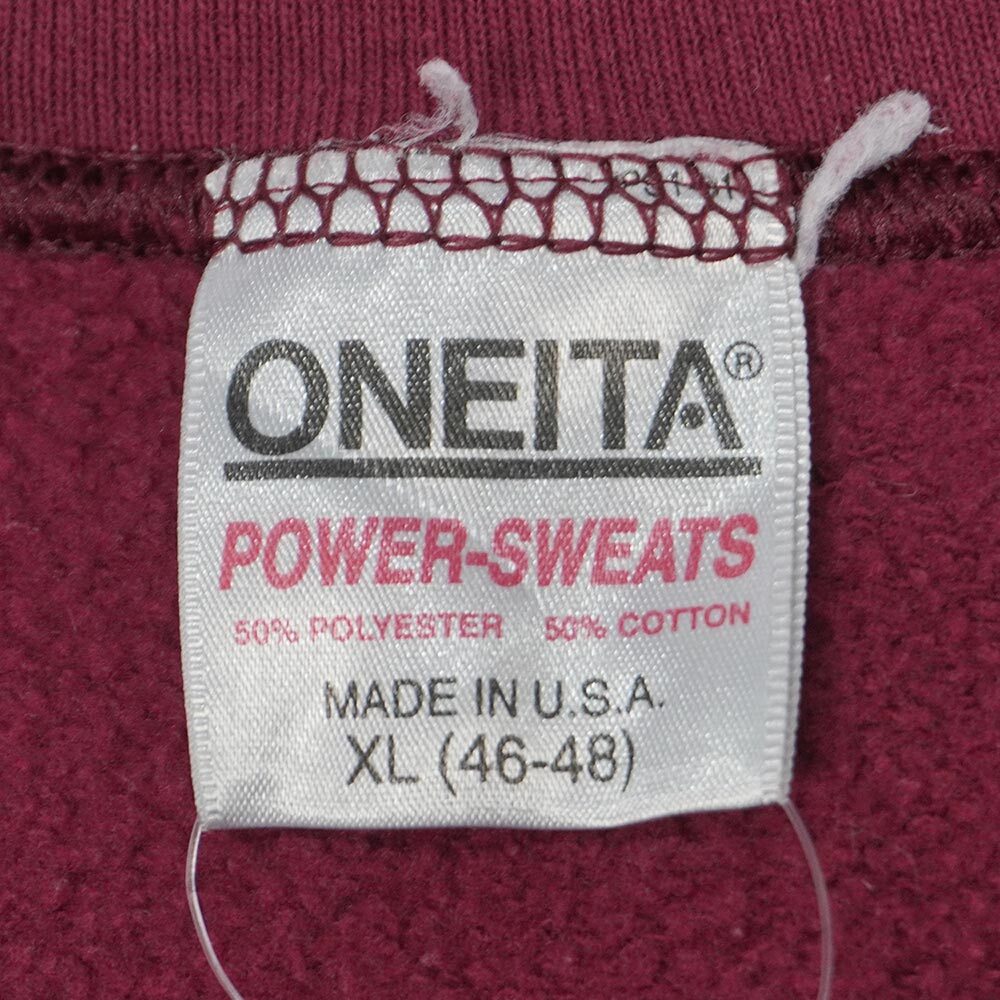 ONEITA®
POWER-SWEATS
50% POLYESTER 50% COTTON
MADE IN U.S.A.
XL (46-48)